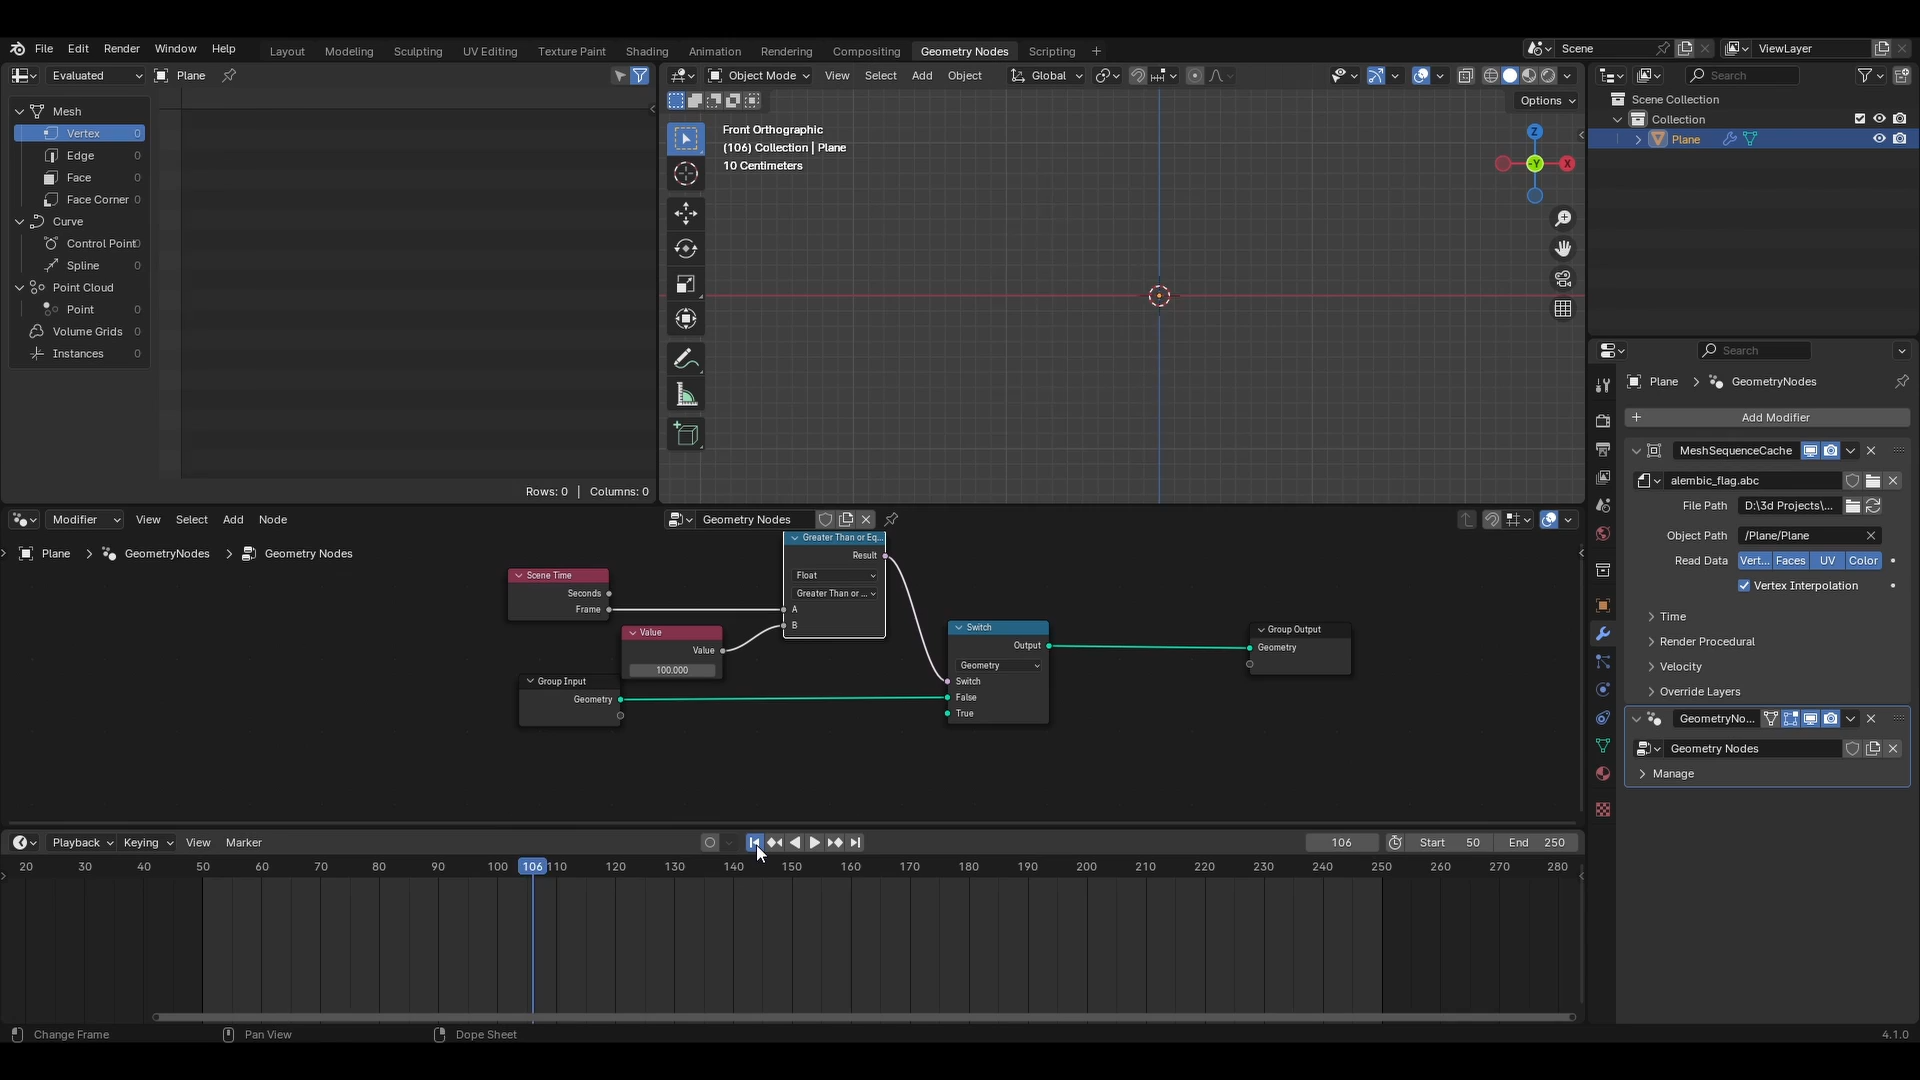 File Edit Render Window Help
Layout Modeling Sculpting UV Editing Texture Paint Shading Animation Rendering Compositing Geometry Nodes Scripting +
Scene
ViewLayer
Evaluated Plane
Mesh
Vertex 0
Edge 0
Face 0
Face Corner 0
Curve
Control Point 0
Spline 0
Point Cloud
Point 0
Volume Grids 0
Instances 0
Rows: 0 | Columns: 0
Object Mode View Select Add Object Global
Options
Front Orthographic
(106) Collection | Plane
10 Centimeters
Z
-Y
X
Search
Scene Collection
Collection
Plane
Search
Plane > GeometryNodes
+ Add Modifier
MeshSequenceCache
alembic_flag.abc
File Path D:\3d Projects\...
Object Path /Plane/Plane
Read Data Vert... Faces UV Color
Vertex Interpolation
Time
Render Procedural
Velocity
Override Layers
GeometryNo...
Geometry Nodes
Manage
Modifier View Select Add Node
Geometry Nodes
Plane > GeometryNodes > Geometry Nodes
Greater Than or Eq...
Result
Float
Greater Than or ...
A
B
Scene Time
Seconds
Frame
Value
Value
100.000
Group Input
Geometry
Switch
Output
Geometry
Switch
False
True
Group Output
Geometry
Playback Keying View Marker
106
Start 50
End 250
20 30 40 50 60 70 80 90 100 106 110 120 130 140 150 160 170 180 190 200 210 220 230 240 250 260 270 280
Change Frame Pan View Dope Sheet
4.1.0